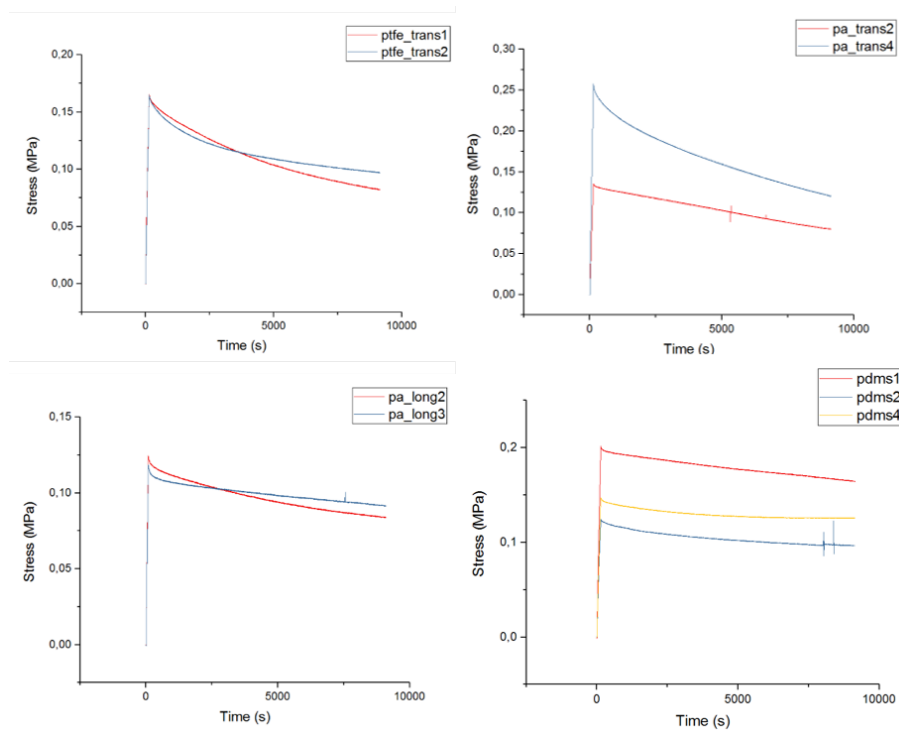 ptfe_trans1
ptfe_trans2
0,20
0,15
0,10
0,05
0,00
Stress (MPa)
0
5000
10000
Time (s)
pa_trans2
pa_trans4
0,30
0,25
0,20
0,15
0,10
0,05
0,00
Stress (MPa)
0
5000
10000
Time (s)
pa_long2
pa_long3
0,15
0,10
0,05
0,00
Stress (MPa)
0
5000
10000
Time (s)
pdms1
pdms2
pdms4
0,2
0,1
0,0
Stress (MPa)
0
5000
10000
Time (s)